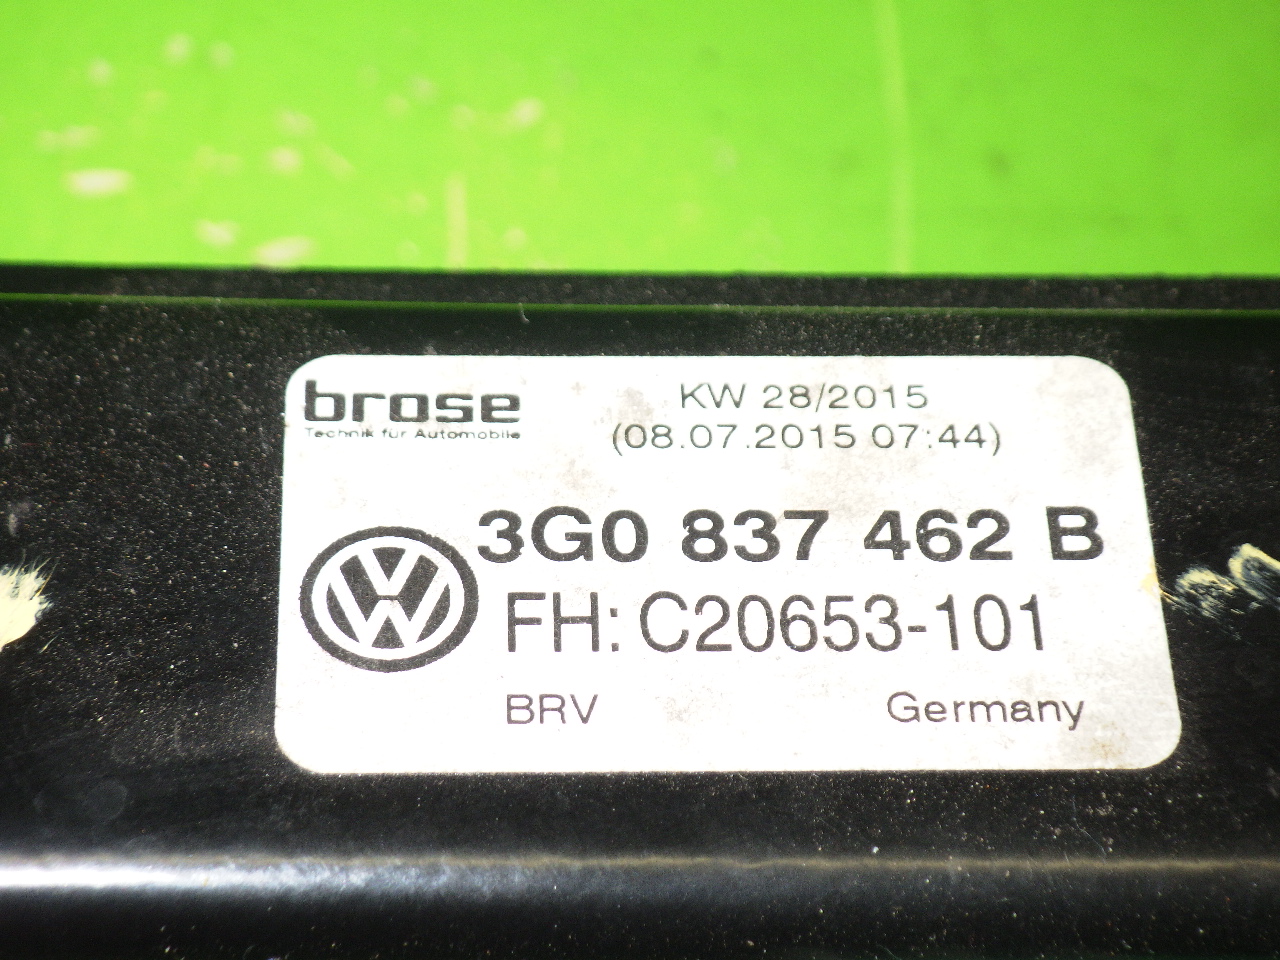 brose
Technik für Automobile
KW 28/2015
(08.07.2015 07:44)
3G0 837 462 B
FH: C20653-101
BRV
Germany